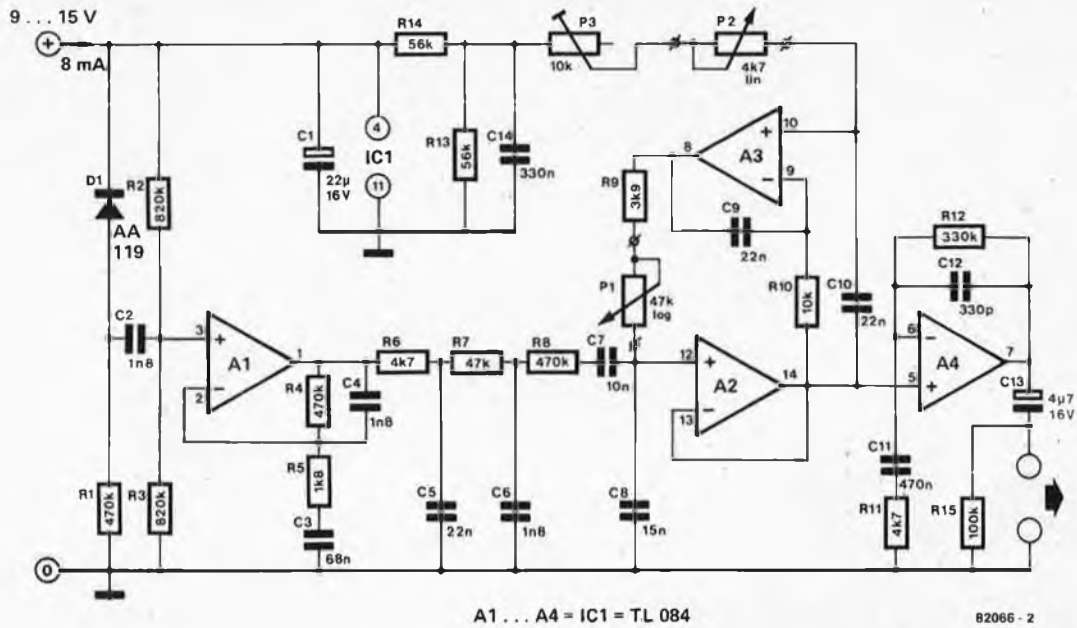 9 ... 15 V
+
8 mA
R14
56k
P3
10k
P2
4k7
lin
D1
AA
119
R2
820k
C1
22µ
16V
4
IC1
11
R13
56k
C14
330n
8
A3
+
10
−
9
R9
3k9
C9
22n
R12
330k
C12
330p
P1
47k
log
R10
10k
C10
22n
C2
1n8
3
+
A1
1
−
2
R6
4k7
R7
47k
R8
470k
C7
10n
12
+
A2
14
−
13
6
−
A4
7
+
5
C13
4µ7
16V
R4
470k
C4
1n8
R1
470k
R3
820k
R5
1k8
C3
68n
C5
22n
C6
1n8
C8
15n
C11
470n
R11
4k7
R15
100k
0
A1 ... A4 = IC1 = TL 084
82066 - 2